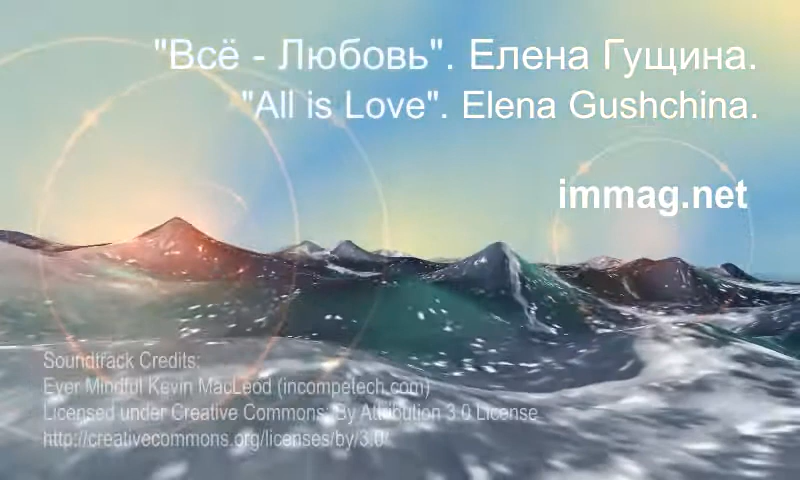 "Всё - Любовь". Елена Гущина.
"All is Love". Elena Gushchina.
immag.net
Soundtrack Credits:
Ever Mindful Kevin MacLeod (incompetech.com)
Licensed under Creative Commons: By Attribution 3.0 License
http://creativecommons.org/licenses/by/3.0/